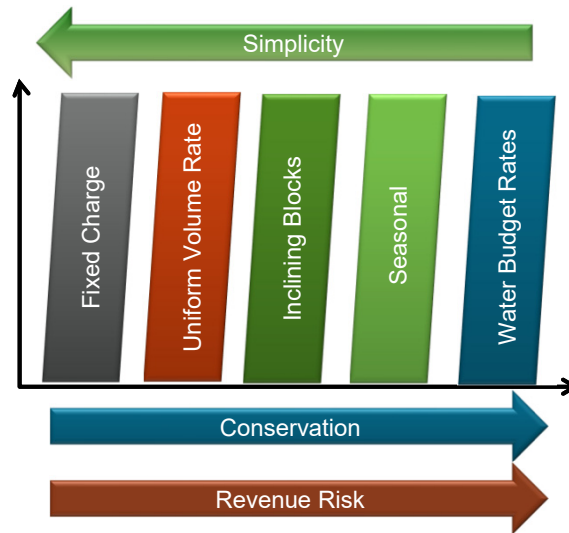 Simplicity
Fixed Charge
Uniform Volume Rate
Inclining Blocks
Seasonal
Water Budget Rates
Conservation
Revenue Risk